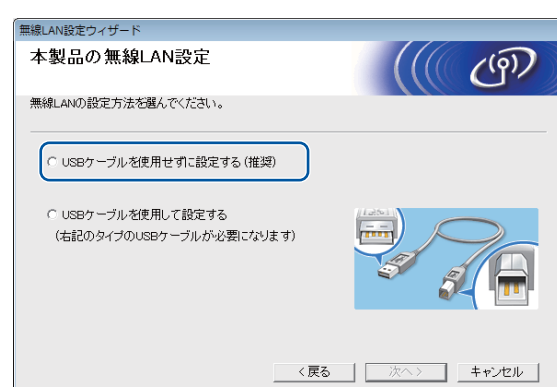 無線LAN設定ウィザード
本製品の無線LAN設定
無線LANの設定方法を選んでください。
USBケーブルを使用せずに設定する(推奨)
USBケーブルを使用して設定する
(右記のタイプのUSBケーブルが必要になります)
<戻る 次へ> キャンセル